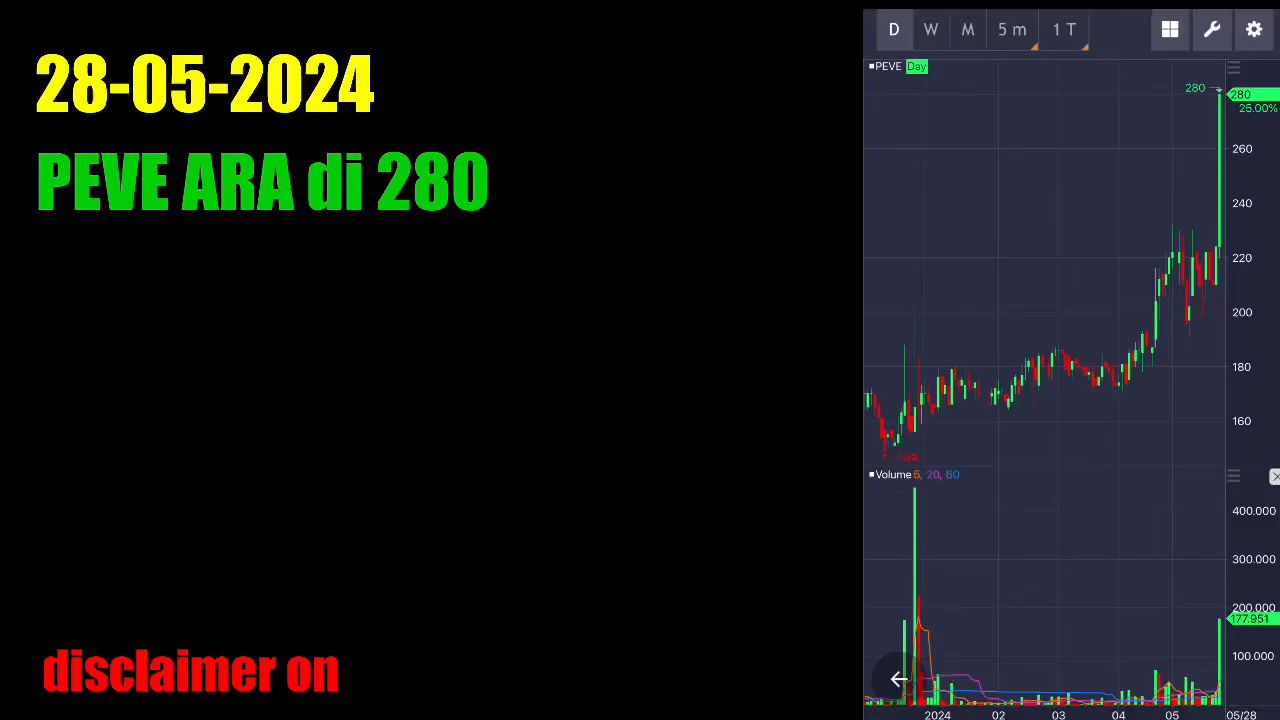 28-05-2024
PEVE ARA di 280
disclaimer on
D W M 5 m 1 T
PEVE Day
280
280
25.00%
260
240
220
200
180
160
Volume 5, 20, 60
400.000
300.000
200.000
177.951
100.000
2024 02 03 04 05 05/28